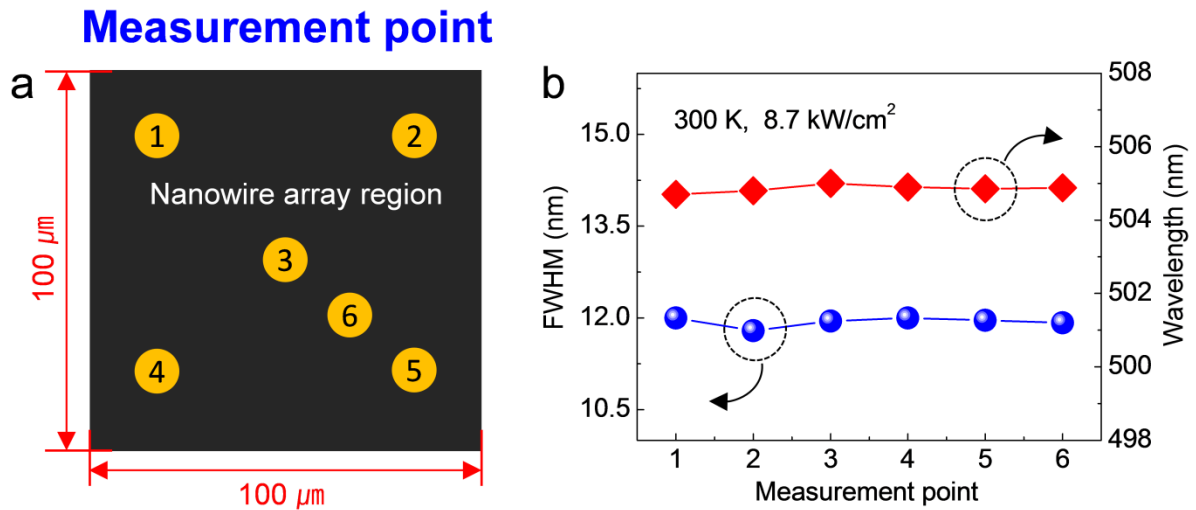 Measurement point
a
1
2
Nanowire array region
3
6
4
5
100 ㎛
100 ㎛
b
300 K, 8.7 kW/cm²
15.0
13.5
12.0
10.5
FWHM (nm)
508
506
504
502
500
498
Wavelength (nm)
1 2 3 4 5 6
Measurement point